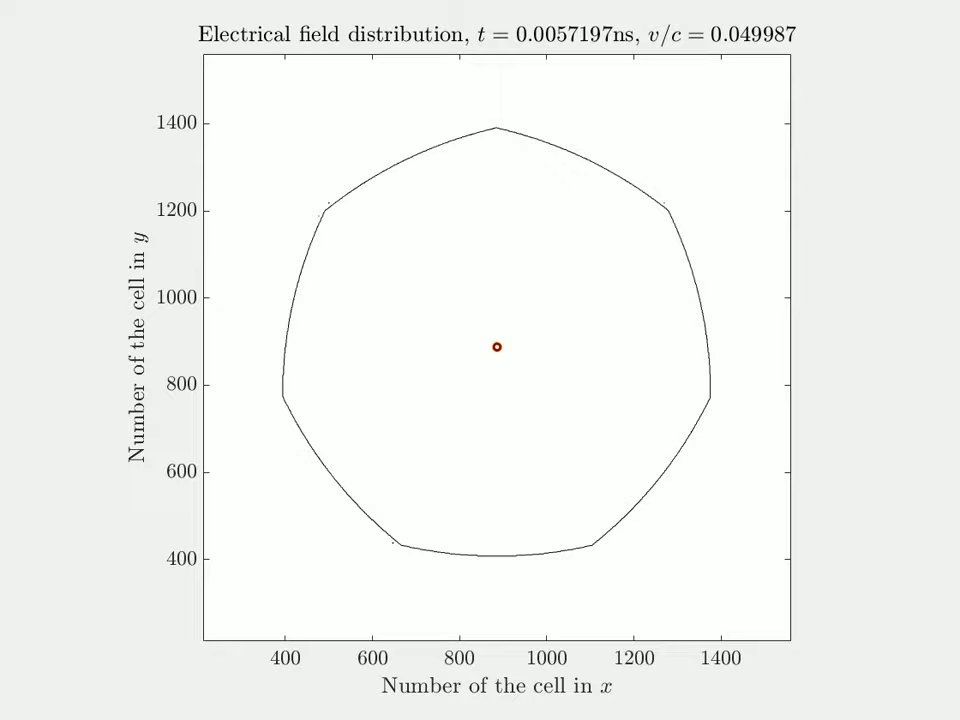 Electrical field distribution, t = 0.0057197ns, v/c = 0.049987
1400
1200
1000
800
600
400
Number of the cell in y
400 600 800 1000 1200 1400
Number of the cell in x